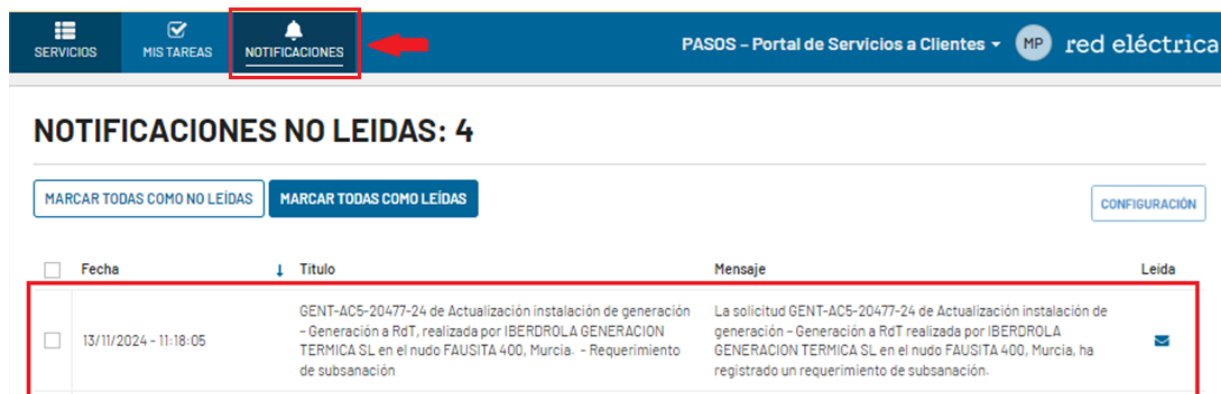 SERVICIOS
MIS TAREAS
NOTIFICACIONES
PASOS – Portal de Servicios a Clientes
MP
red eléctrica
NOTIFICACIONES NO LEIDAS: 4
MARCAR TODAS COMO NO LEÍDAS
MARCAR TODAS COMO LEÍDAS
CONFIGURACIÓN
Fecha
Título
Mensaje
Leída
13/11/2024 - 11:18:05
GENT-AC5-20477-24 de Actualización instalación de generación
– Generación a RdT, realizada por IBERDROLA GENERACION
TERMICA SL en el nudo FAUSITA 400, Murcia. - Requerimiento
de subsanación
La solicitud GENT-AC5-20477-24 de Actualización instalación de
generación – Generación a RdT realizada por IBERDROLA
GENERACION TERMICA SL en el nudo FAUSITA 400, Murcia, ha
registrado un requerimiento de subsanación.